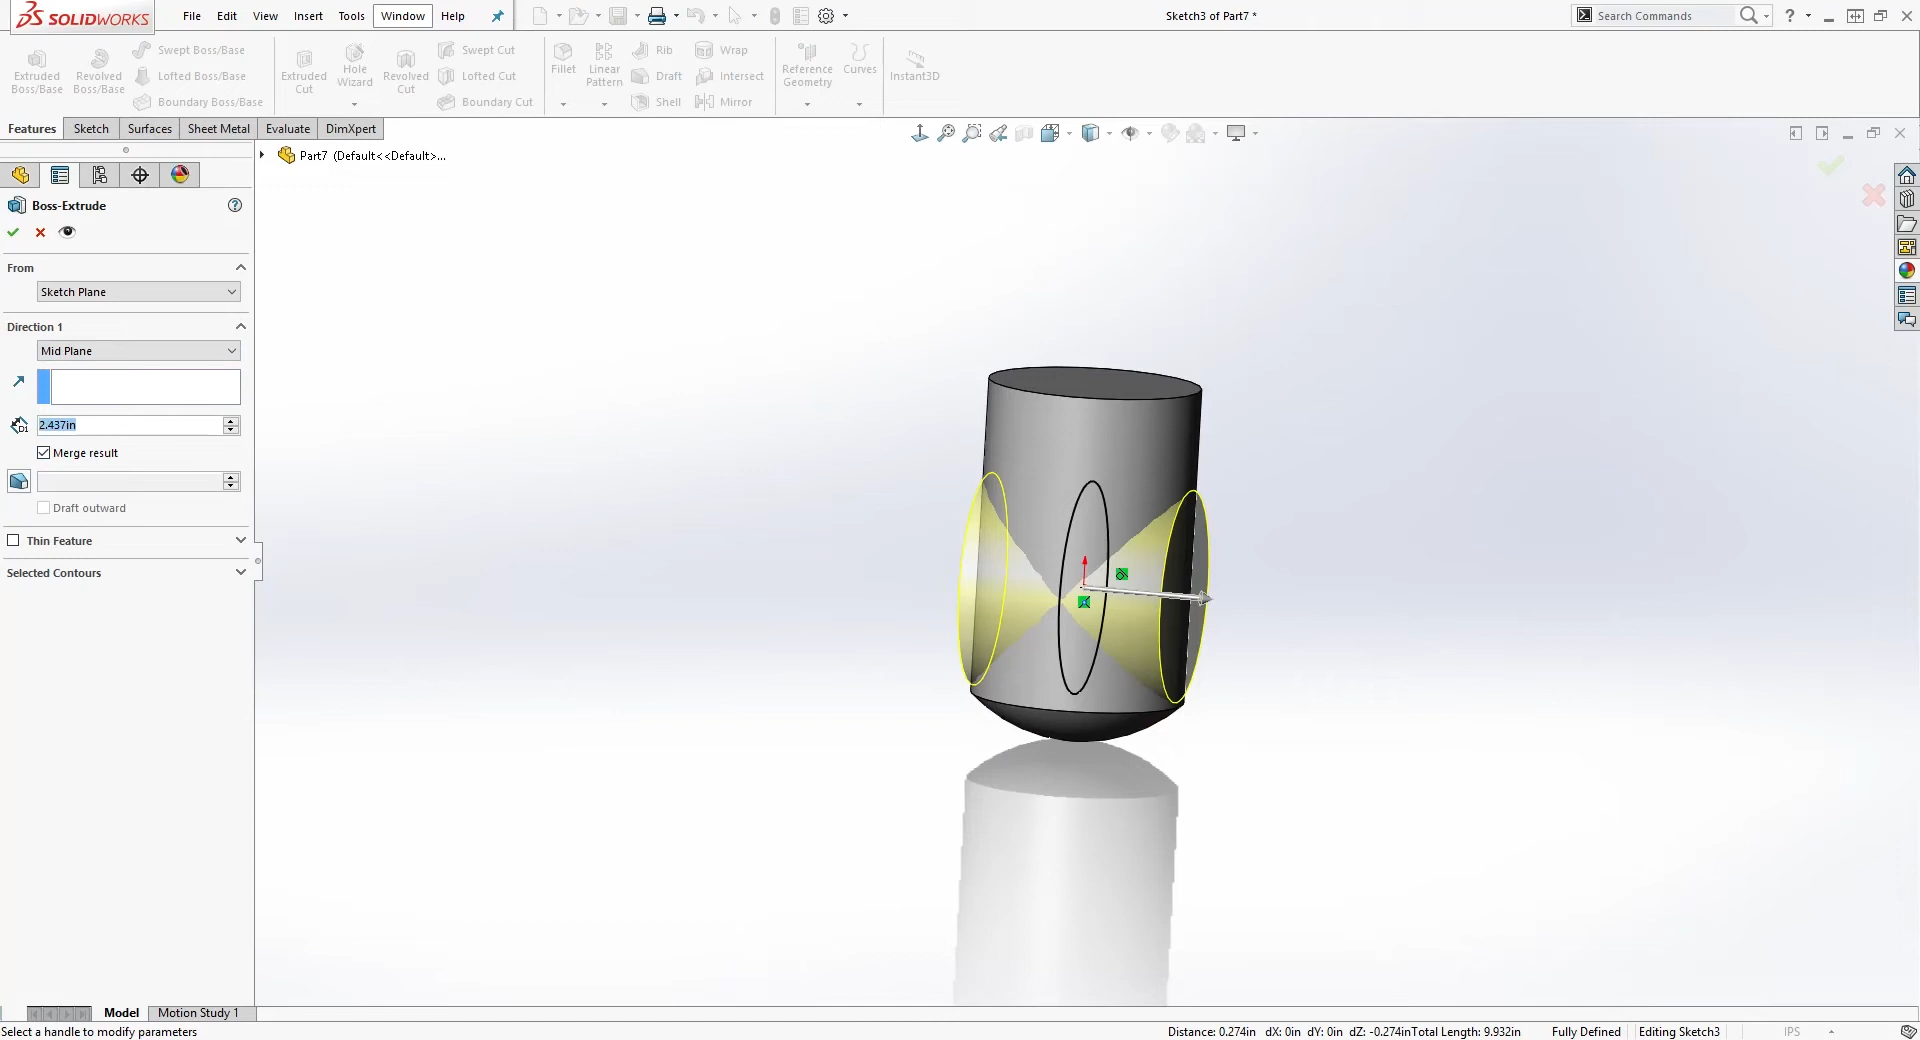 SOLIDWORKS
File Edit View Insert Tools Window Help
Sketch3 of Part7 *
Search Commands
Extruded Boss/Base
Revolved Boss/Base
Swept Boss/Base
Lofted Boss/Base
Boundary Boss/Base
Extruded Cut
Hole Wizard
Revolved Cut
Swept Cut
Lofted Cut
Boundary Cut
Fillet
Linear Pattern
Rib
Draft
Shell
Wrap
Intersect
Mirror
Reference Geometry
Curves
Instant3D
Features Sketch Surfaces Sheet Metal Evaluate DimXpert
Part7 (Default<<Default>...
Boss-Extrude
From
Sketch Plane
Direction 1
Mid Plane
D1
2.437in
Merge result
Draft outward
Thin Feature
Selected Contours
Model Motion Study 1
Select a handle to modify parameters
Distance: 0.274in dX: 0in dY: 0in dZ: -0.274inTotal Length: 9.932in Fully Defined Editing Sketch3 IPS